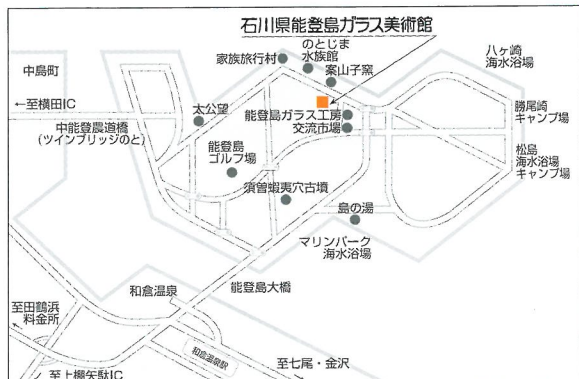 石川県能登島ガラス美術館
のとじま
水族館
家族旅行村
案山子窯
八ヶ崎
海水浴場
中島町
←至横田IC
太公望
能登島ガラス工房
交流市場
勝尾崎
キャンプ場
中能登農道橋
(ツインブリッジのと)
能登島
ゴルフ場
松島
海水浴場
キャンプ場
須曽蝦夷穴古墳
島の湯
マリンパーク
海水浴場
能登島大橋
和倉温泉
至田鶴浜
料金所
和倉温泉駅
至七尾・金沢
至上棚矢駄IC